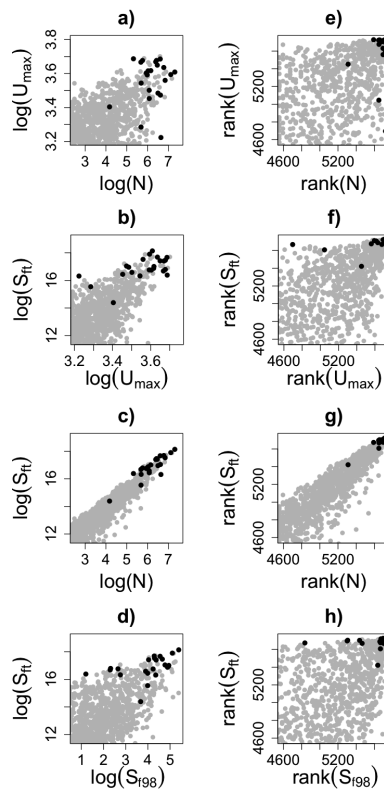 a)
log(Umax)
3.2 3.4 3.6 3.8
2 3 4 5 6 7
log(N)
e)
rank(Umax)
4600 5200
4600 5200
rank(N)
b)
log(Sft)
12 16
3.2 3.4 3.6
log(Umax)
f)
rank(Sft)
4600 5200
4600 5200
rank(Umax)
c)
log(Sft)
12 16
2 3 4 5 6 7
log(N)
g)
rank(Sft)
4600 5200
4600 5200
rank(N)
d)
log(Sft)
12 16
1 2 3 4 5
log(Sf98)
h)
rank(Sft)
4600 5200
4600 5200
rank(Sf98)